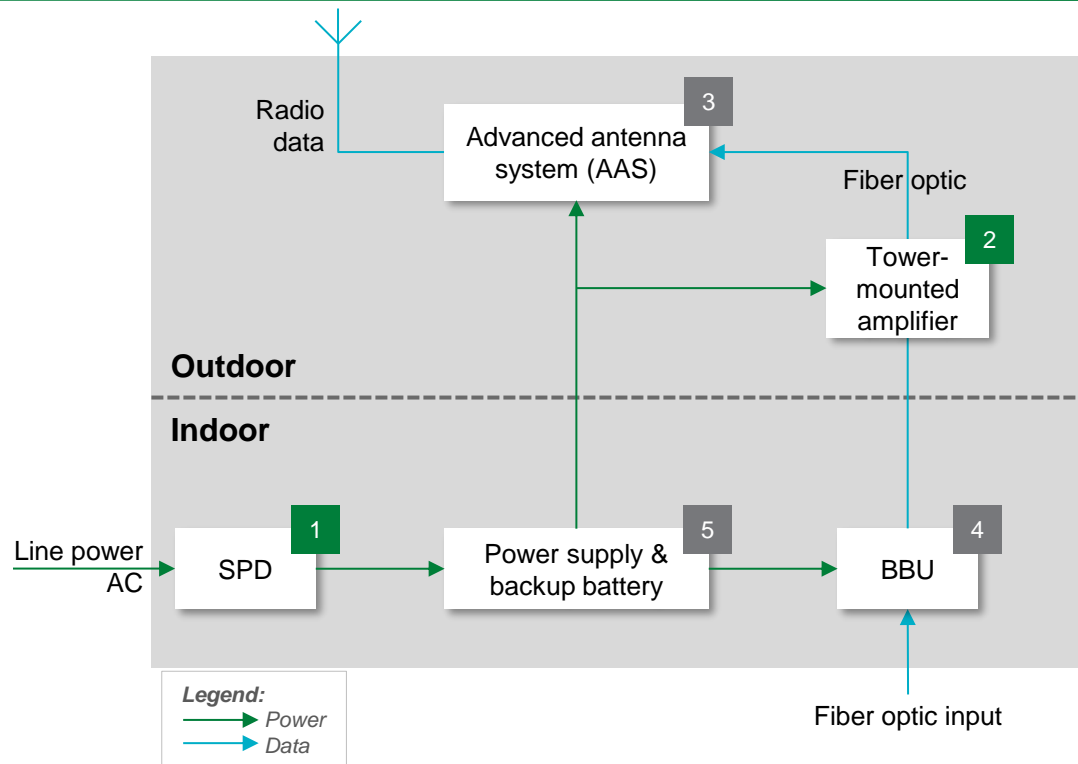 3
Radio
data
Advanced antenna
system (AAS)
Fiber optic
2
Tower-
mounted
amplifier
Outdoor
Indoor
1
5
4
Line power
AC
SPD
Power supply &
backup battery
BBU
Legend:
Power
Data
Fiber optic input